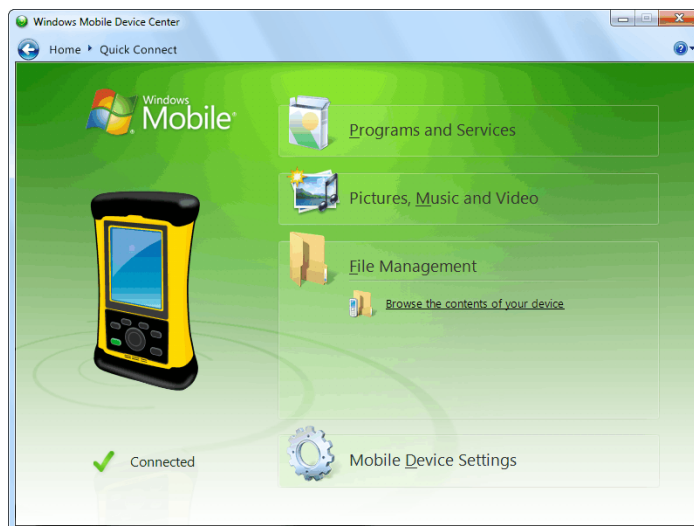 Windows Mobile Device Center
Home Quick Connect
Windows
Mobile®
Programs and Services
Pictures, Music and Video
File Management
Browse the contents of your device
Connected
Mobile Device Settings